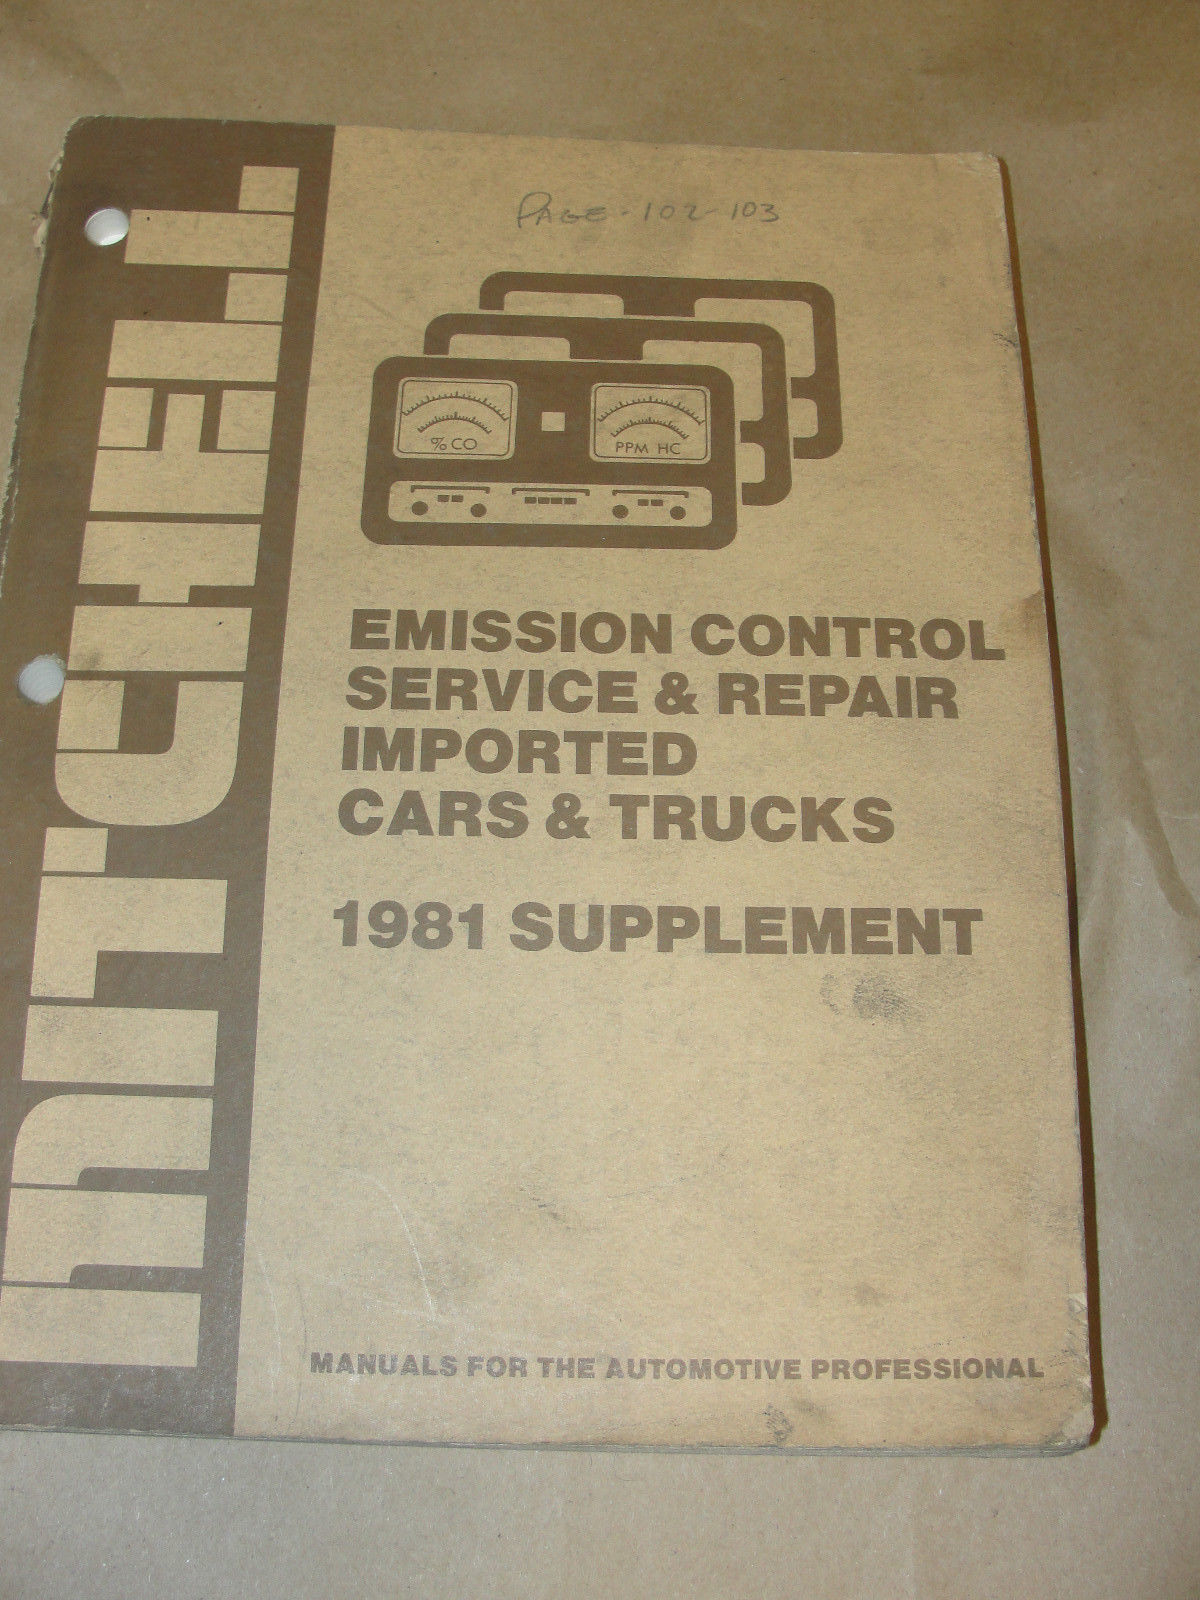 PAGE - 102-103
mitchell
% CO
PPM HC
EMISSION CONTROL
SERVICE & REPAIR
IMPORTED
CARS & TRUCKS
1981 SUPPLEMENT
MANUALS FOR THE AUTOMOTIVE PROFESSIONAL